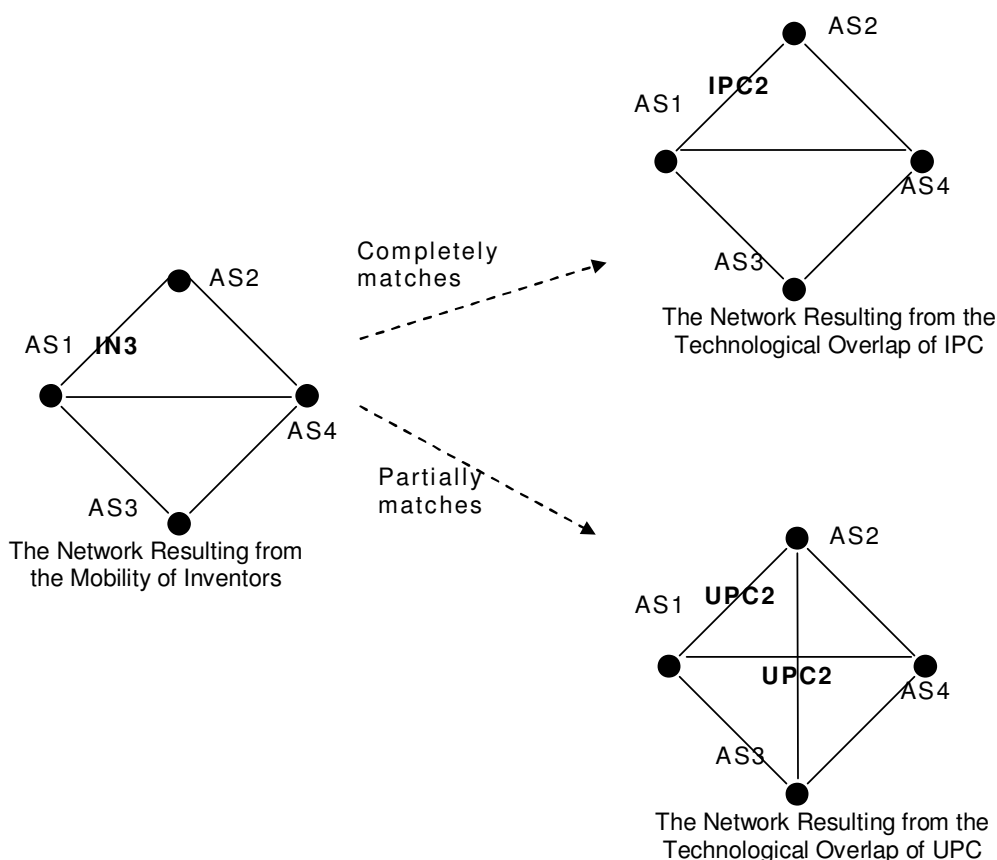 AS2
IPC2
AS1
AS4
AS3
The Network Resulting from the
Technological Overlap of IPC
Completely
matches
AS2
AS1
IN3
AS4
AS3
The Network Resulting from
the Mobility of Inventors
Partially
matches
AS2
UPC2
AS1
UPC2
AS4
AS3
The Network Resulting from the
Technological Overlap of UPC